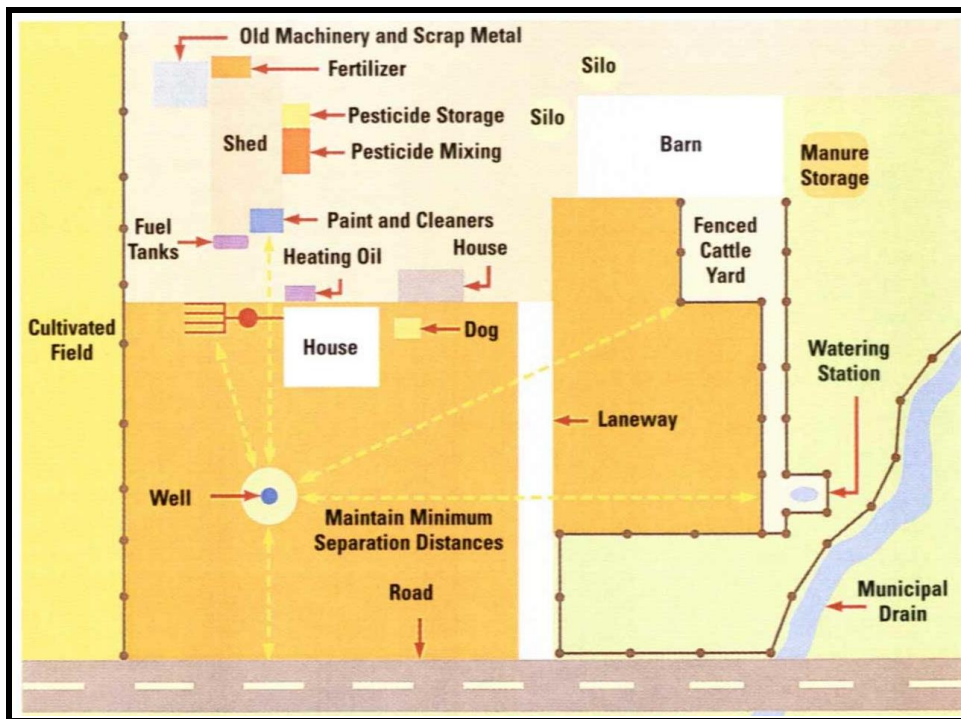 Old Machinery and Scrap Metal
Fertilizer
Silo
Pesticide Storage
Silo
Shed
Pesticide Mixing
Barn
Manure
Storage
Paint and Cleaners
Fuel
Tanks
Heating Oil
House
Fenced
Cattle
Yard
Cultivated
Field
House
Dog
Watering
Station
Laneway
Well
Maintain Minimum
Separation Distances
Road
Municipal
Drain